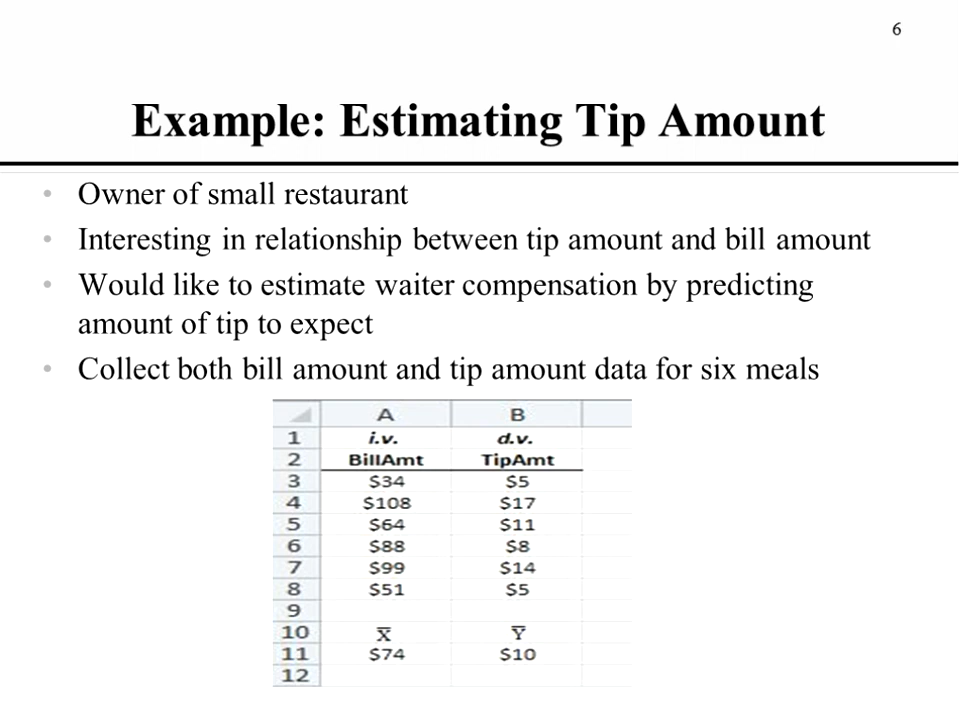 6
Example: Estimating Tip Amount
• Owner of small restaurant
• Interesting in relationship between tip amount and bill amount
• Would like to estimate waiter compensation by predicting
amount of tip to expect
• Collect both bill amount and tip amount data for six meals
A B
1 i.v. d.v.
2 BillAmt TipAmt
3 $34 $5
4 $108 $17
5 $64 $11
6 $88 $8
7 $99 $14
8 $51 $5
9
10 X̅ Y̅
11 $74 $10
12